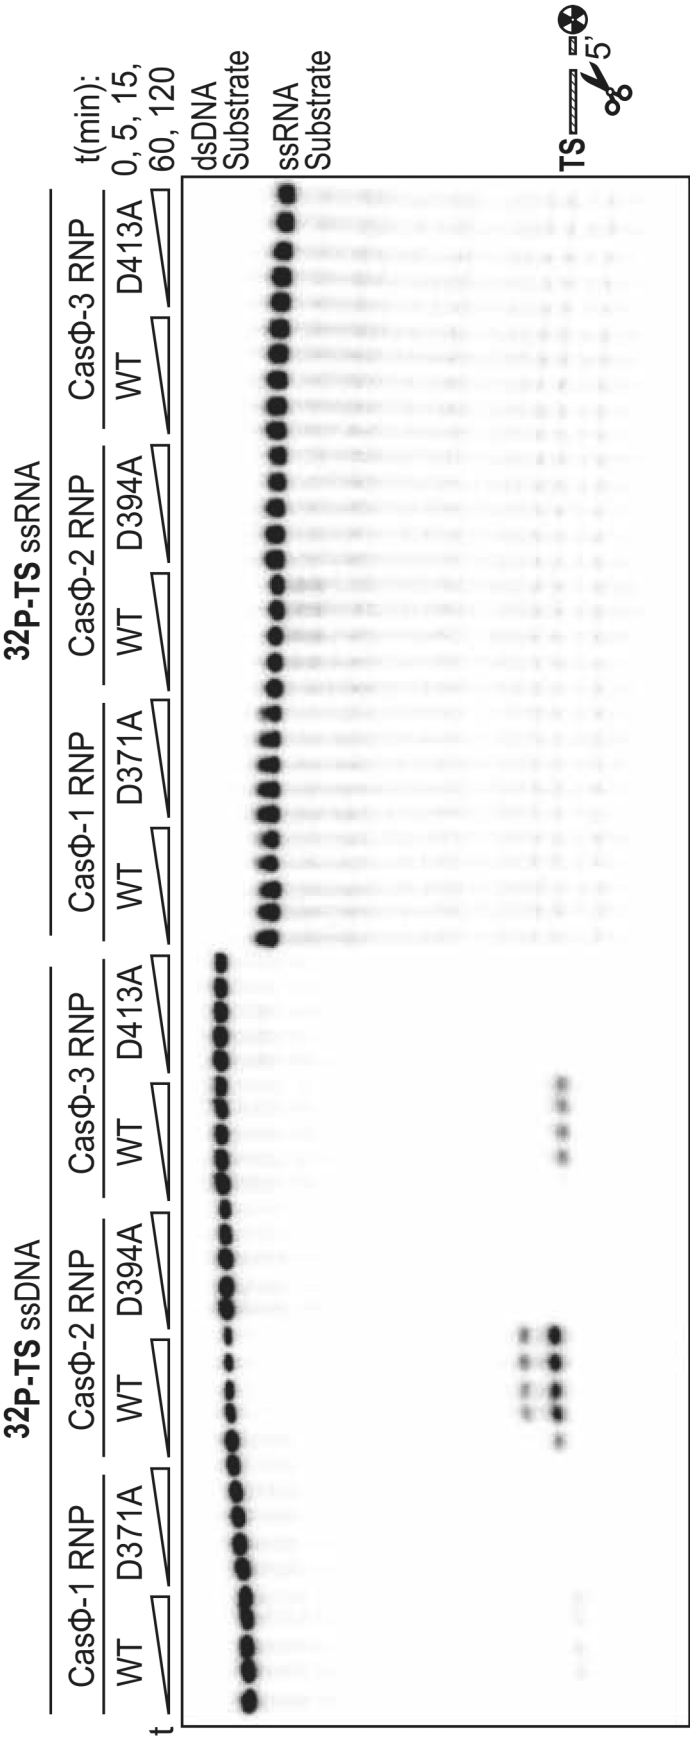 32P-TS ssDNA
32P-TS ssRNA
CasΦ-1 RNP
CasΦ-2 RNP
CasΦ-3 RNP
CasΦ-1 RNP
CasΦ-2 RNP
CasΦ-3 RNP
t(min):
WT
D371A
WT
D394A
WT
D413A
WT
D371A
WT
D394A
WT
D413A
0, 5, 15,
60, 120
t
dsDNA
Substrate
ssRNA
Substrate
TS
5'